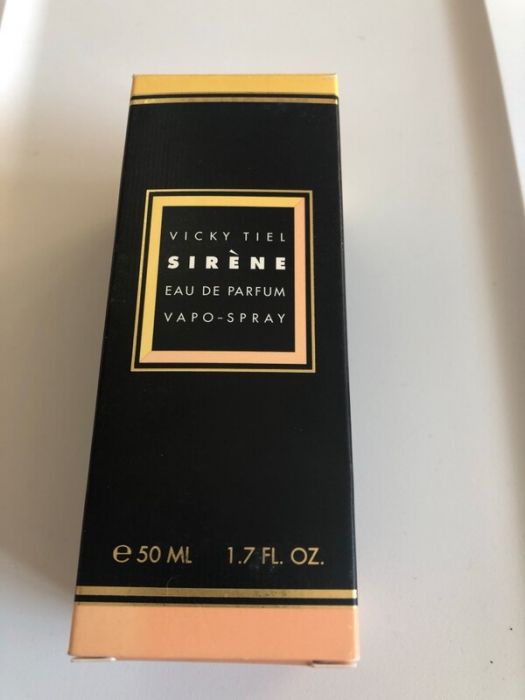 VICKY TIEL
SIRÈNE
EAU DE PARFUM
VAPO-SPRAY
℮ 50 ML 1.7 FL. OZ.